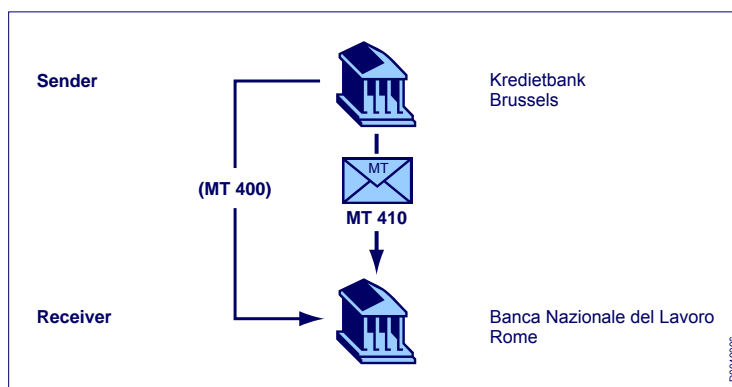 Sender
Kredietbank
Brussels
MT
(MT 400)
MT 410
Receiver
Banca Nazionale del Lavoro
Rome